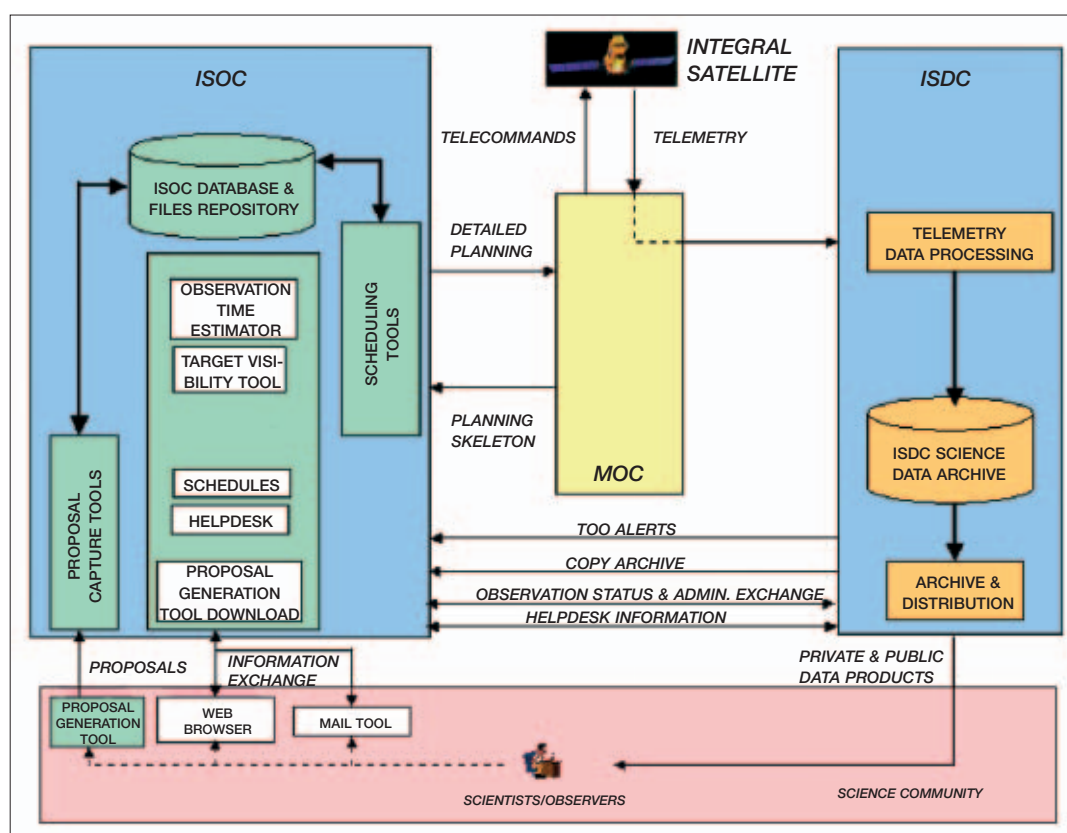 ISOC
INTEGRAL
SATELLITE
ISDC
TELECOMMANDS
TELEMETRY
ISOC DATABASE &
FILES REPOSITORY
DETAILED
PLANNING
TELEMETRY
DATA PROCESSING
OBSERVATION
TIME
ESTIMATOR
TARGET VISI-
BILITY TOOL
SCHEDULING
TOOLS
PLANNING
SKELETON
MOC
ISDC SCIENCE
DATA ARCHIVE
PROPOSAL
CAPTURE TOOLS
SCHEDULES
HELPDESK
PROPOSAL
GENERATION
TOOL DOWNLOAD
TOO ALERTS
COPY ARCHIVE
OBSERVATION STATUS & ADMIN. EXCHANGE
HELPDESK INFORMATION
ARCHIVE &
DISTRIBUTION
PROPOSALS
INFORMATION
EXCHANGE
PRIVATE & PUBLIC
DATA PRODUCTS
PROPOSAL
GENERATION
TOOL
WEB
BROWSER
MAIL TOOL
SCIENTISTS/OBSERVERS
SCIENCE COMMUNITY